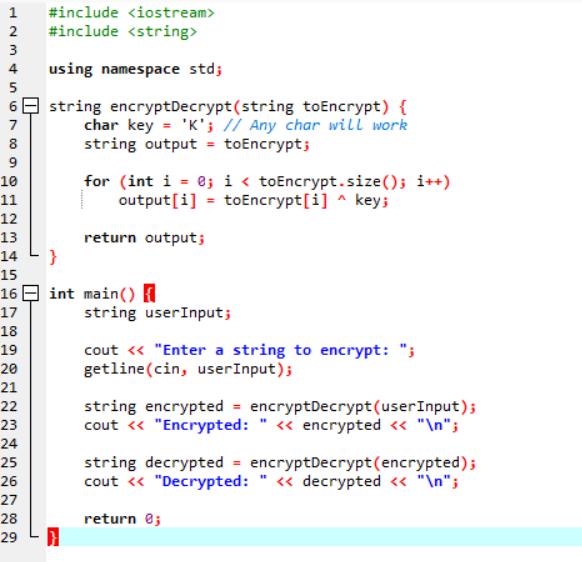 1 #include <iostream>
2 #include <string>
3
4 using namespace std;
5
6 string encryptDecrypt(string toEncrypt) {
7     char key = 'K'; // Any char will work
8     string output = toEncrypt;
9
10     for (int i = 0; i < toEncrypt.size(); i++)
11         output[i] = toEncrypt[i] ^ key;
12
13     return output;
14 }
15
16 int main() {
17     string userInput;
18
19     cout << "Enter a string to encrypt: ";
20     getline(cin, userInput);
21
22     string encrypted = encryptDecrypt(userInput);
23     cout << "Encrypted: " << encrypted << "\n";
24
25     string decrypted = encryptDecrypt(encrypted);
26     cout << "Decrypted: " << decrypted << "\n";
27
28     return 0;
29 }